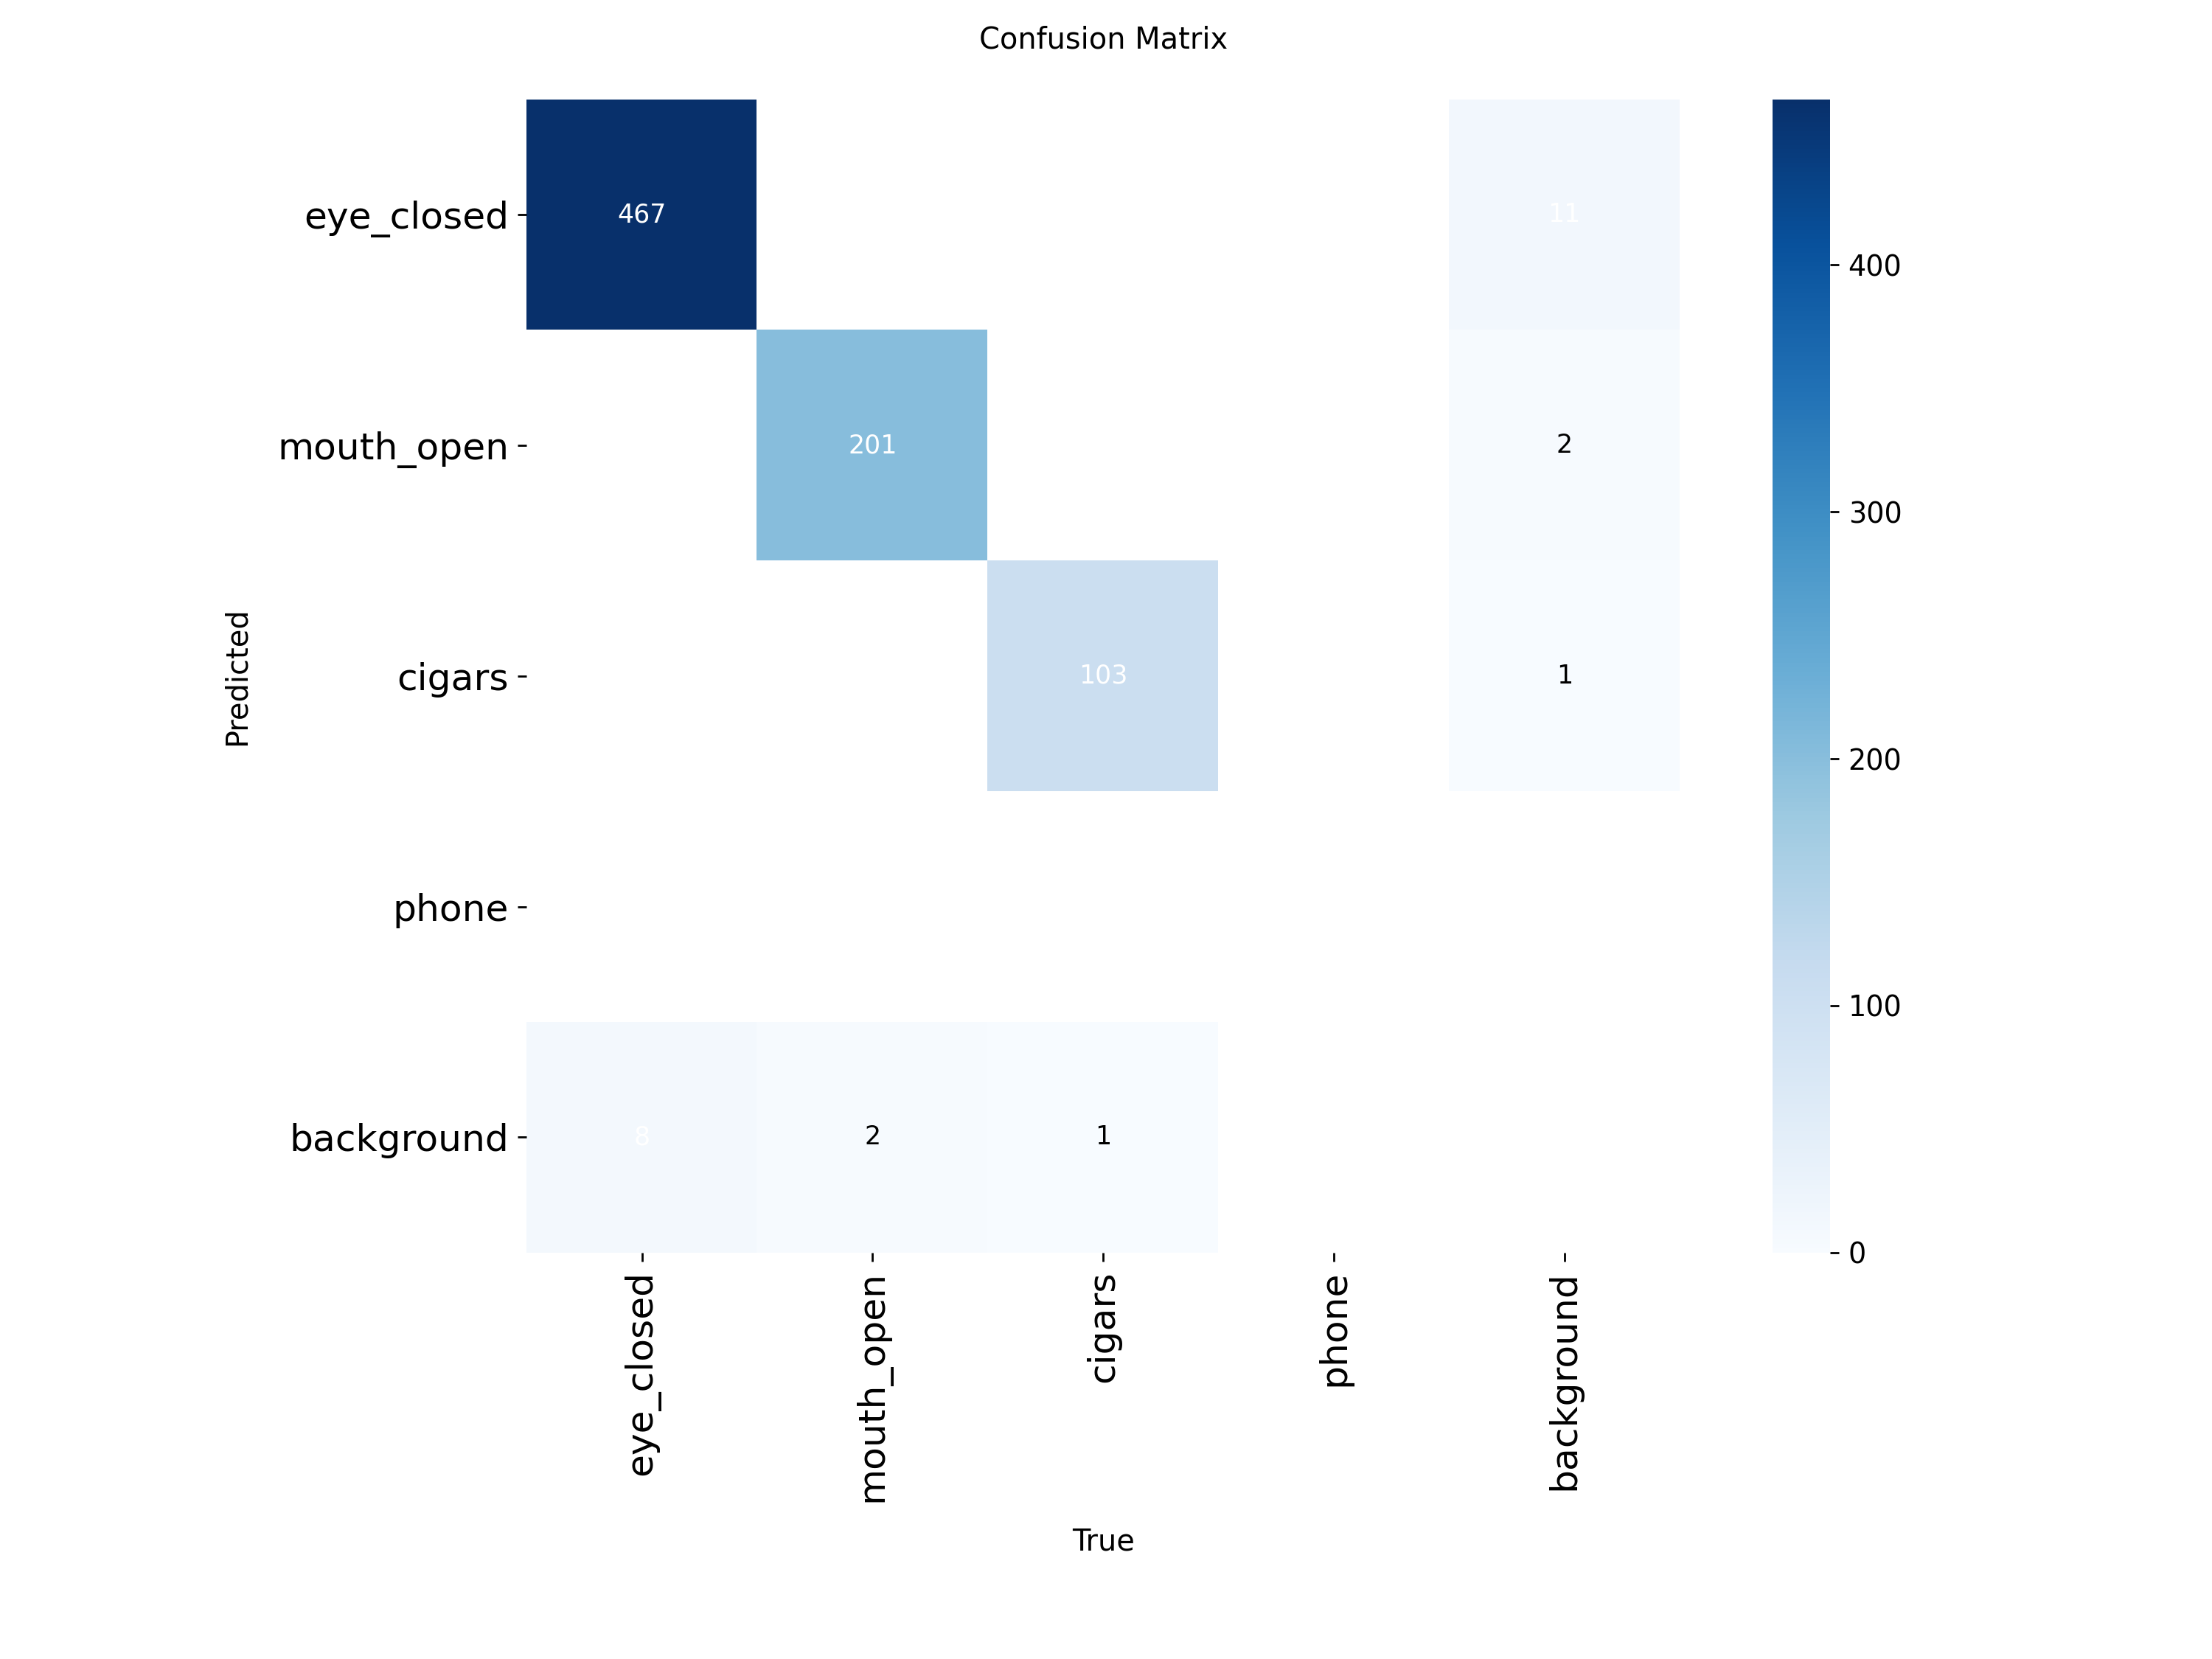 Confusion Matrix
eye_closed
467
11
400
mouth_open
201
2
300
Predicted
cigars
103
1
200
phone
100
background
8
2
1
0
eye_closed
mouth_open
cigars
phone
background
True